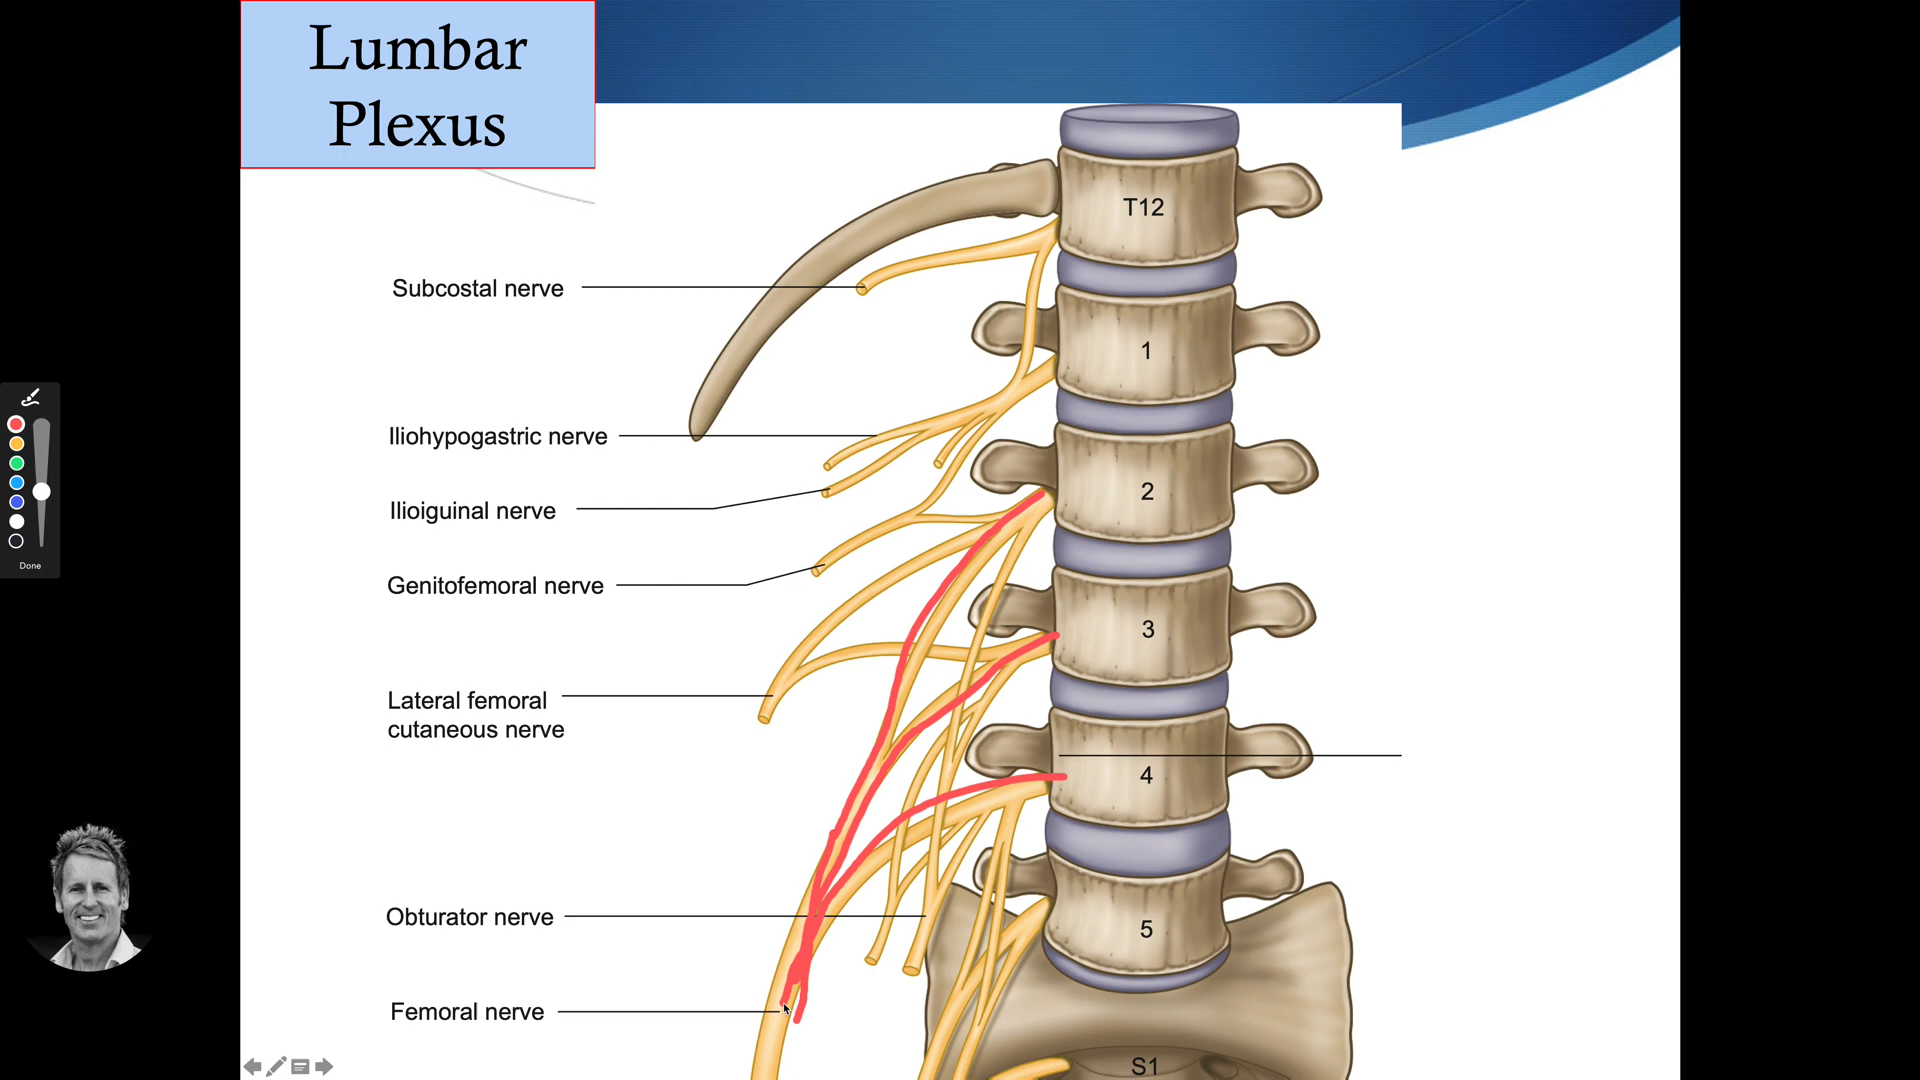 Lumbar
Plexus
T12
Subcostal nerve
1
Iliohypogastric nerve
2
Ilioiguinal nerve
Genitofemoral nerve
3
Lateral femoral
cutaneous nerve
4
Obturator nerve
5
Femoral nerve
S1
Done